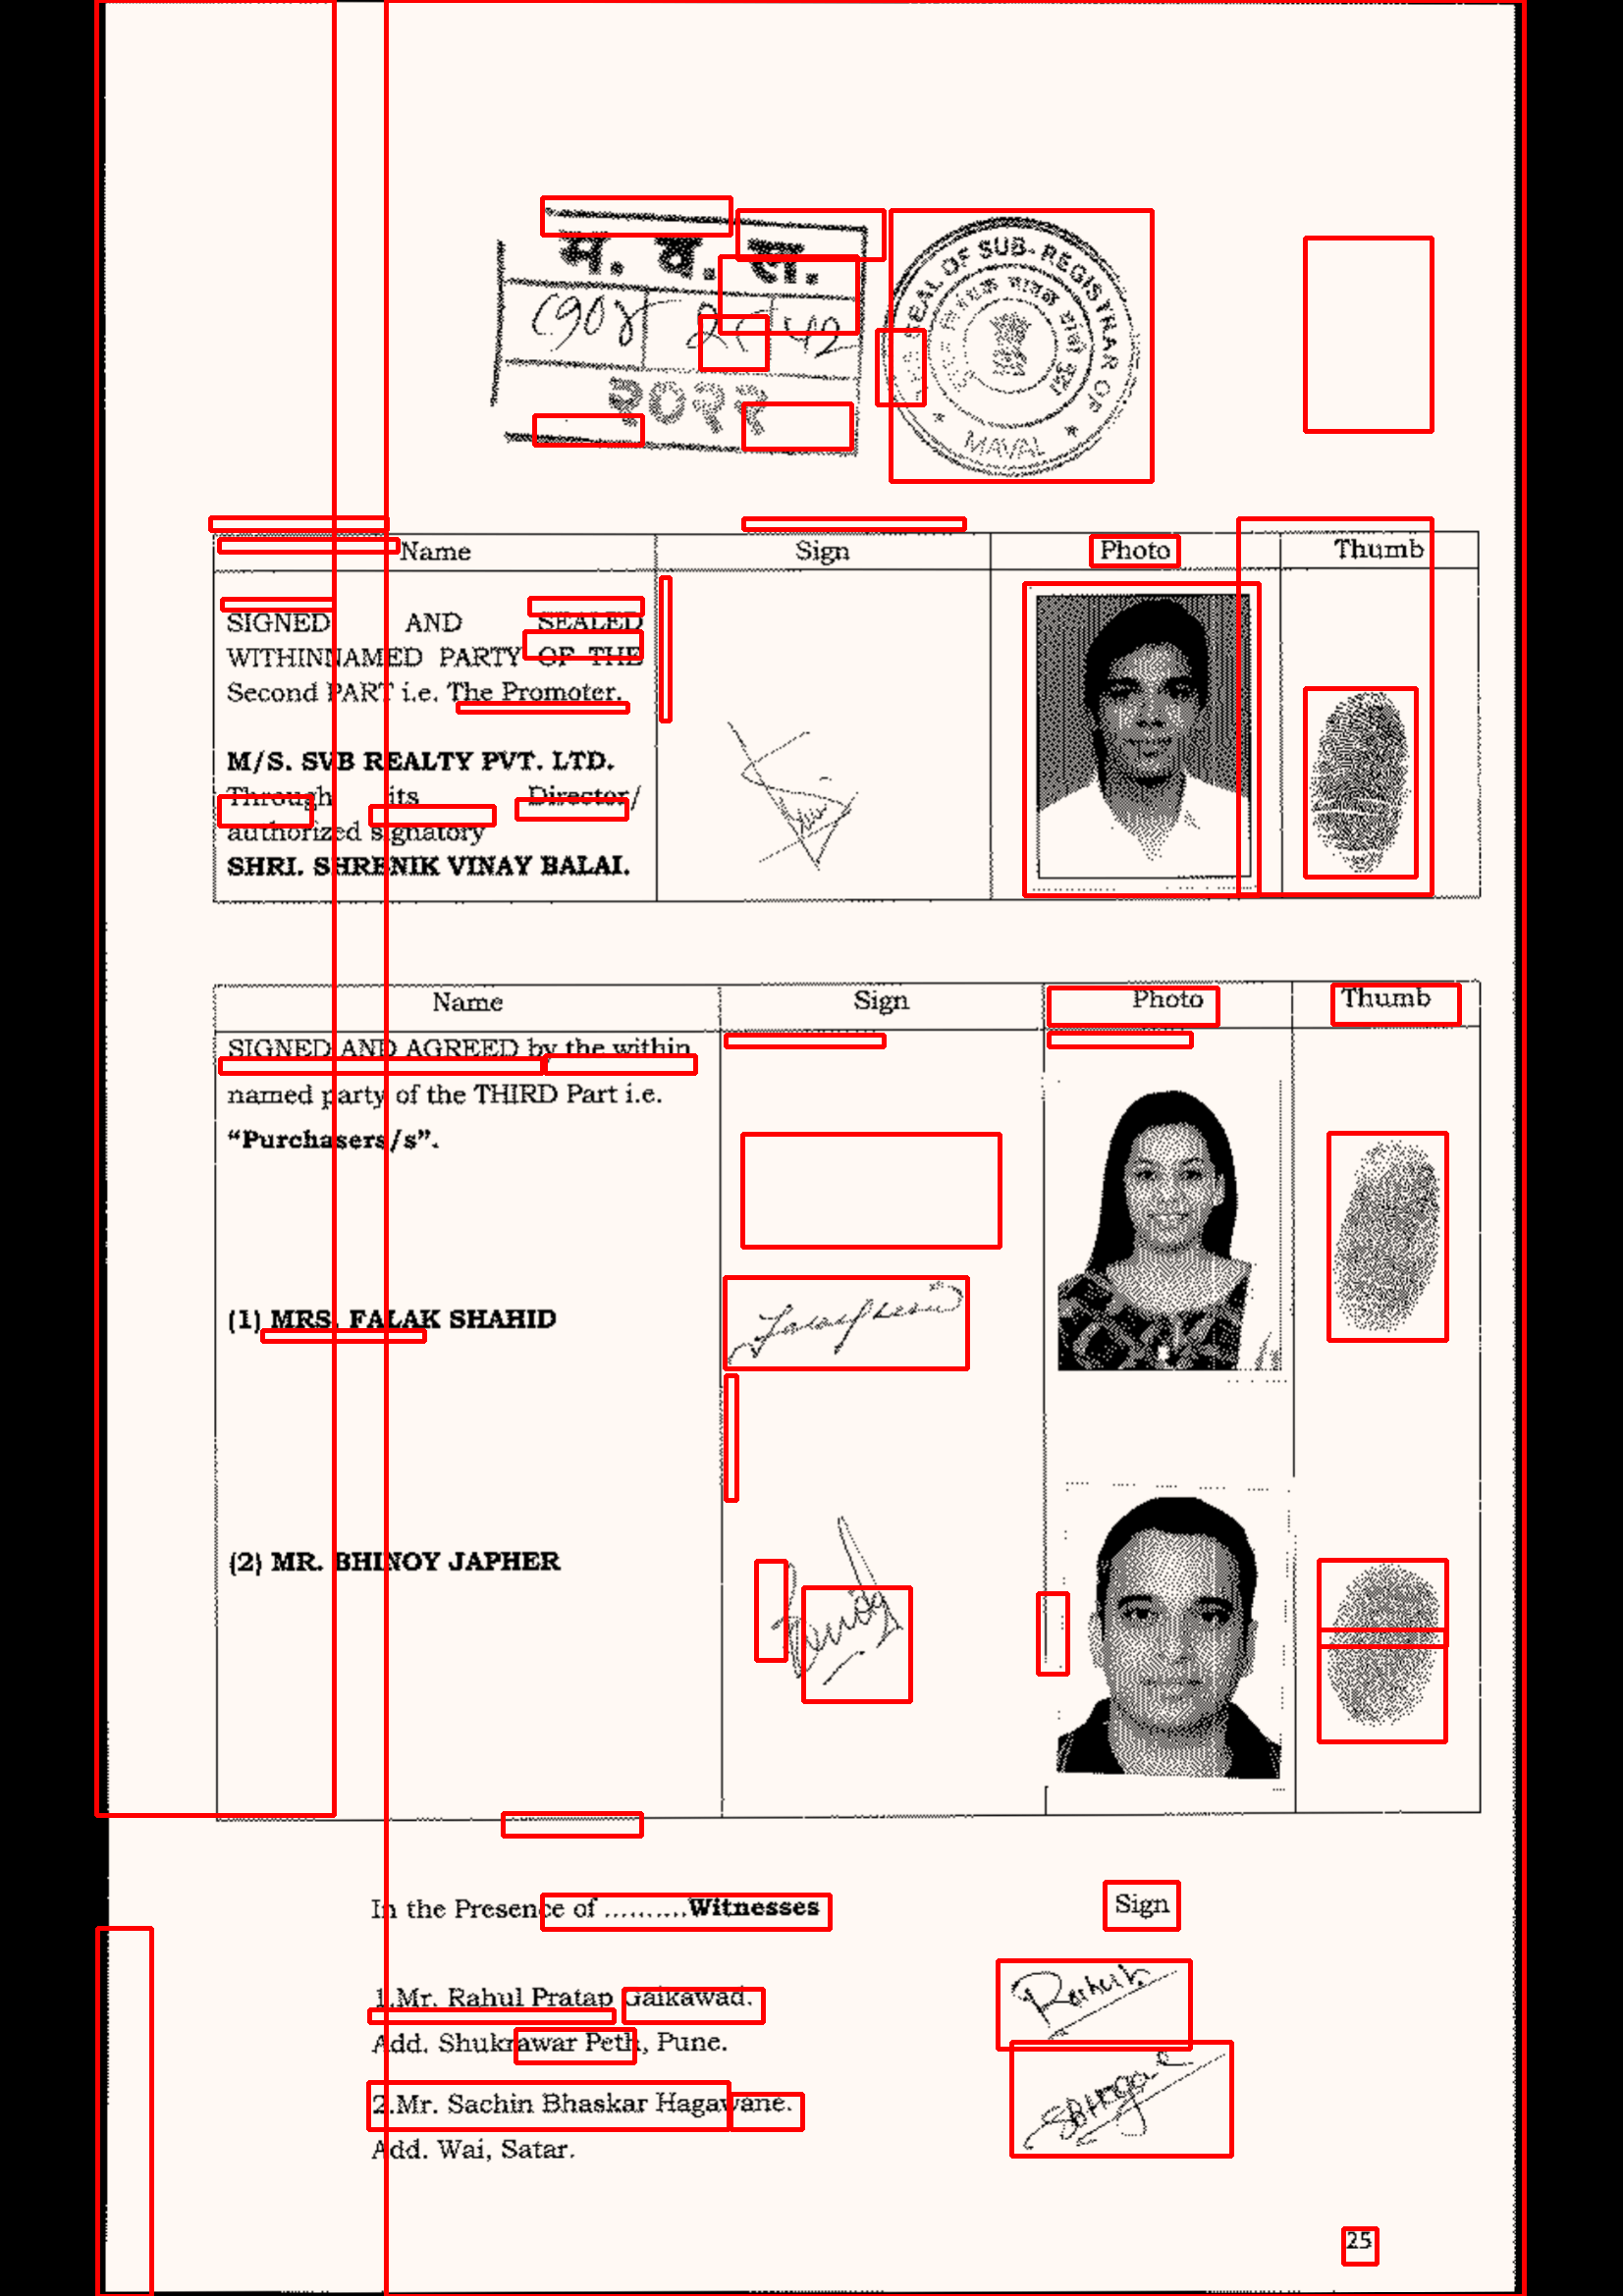 म. व. ल.
२०२२
SEAL OF SUB-REGISTRAR OF
MAVAL
Name Sign Photo Thumb
SIGNED AND SEALED
WITHINNAMED PARTY OF THE
Second PART i.e. The Promoter.
M/S. SVB REALTY PVT. LTD.
Through its Director/
authorized signatory
SHRI. SHRENIK VINAY BALAI.
Name Sign Photo Thumb
SIGNED AND AGREED by the within
named party of the THIRD Part i.e.
“Purchasers/s”.
(1) MRS. FALAK SHAHID
(2) MR. BHINOY JAPHER
In the Presence of ..........Witnesses Sign
1.Mr. Rahul Pratap Gaikawad. Rahul
Add. Shukrawar Peth, Pune.
2.Mr. Sachin Bhaskar Hagawane.
Add. Wai, Satar.
25